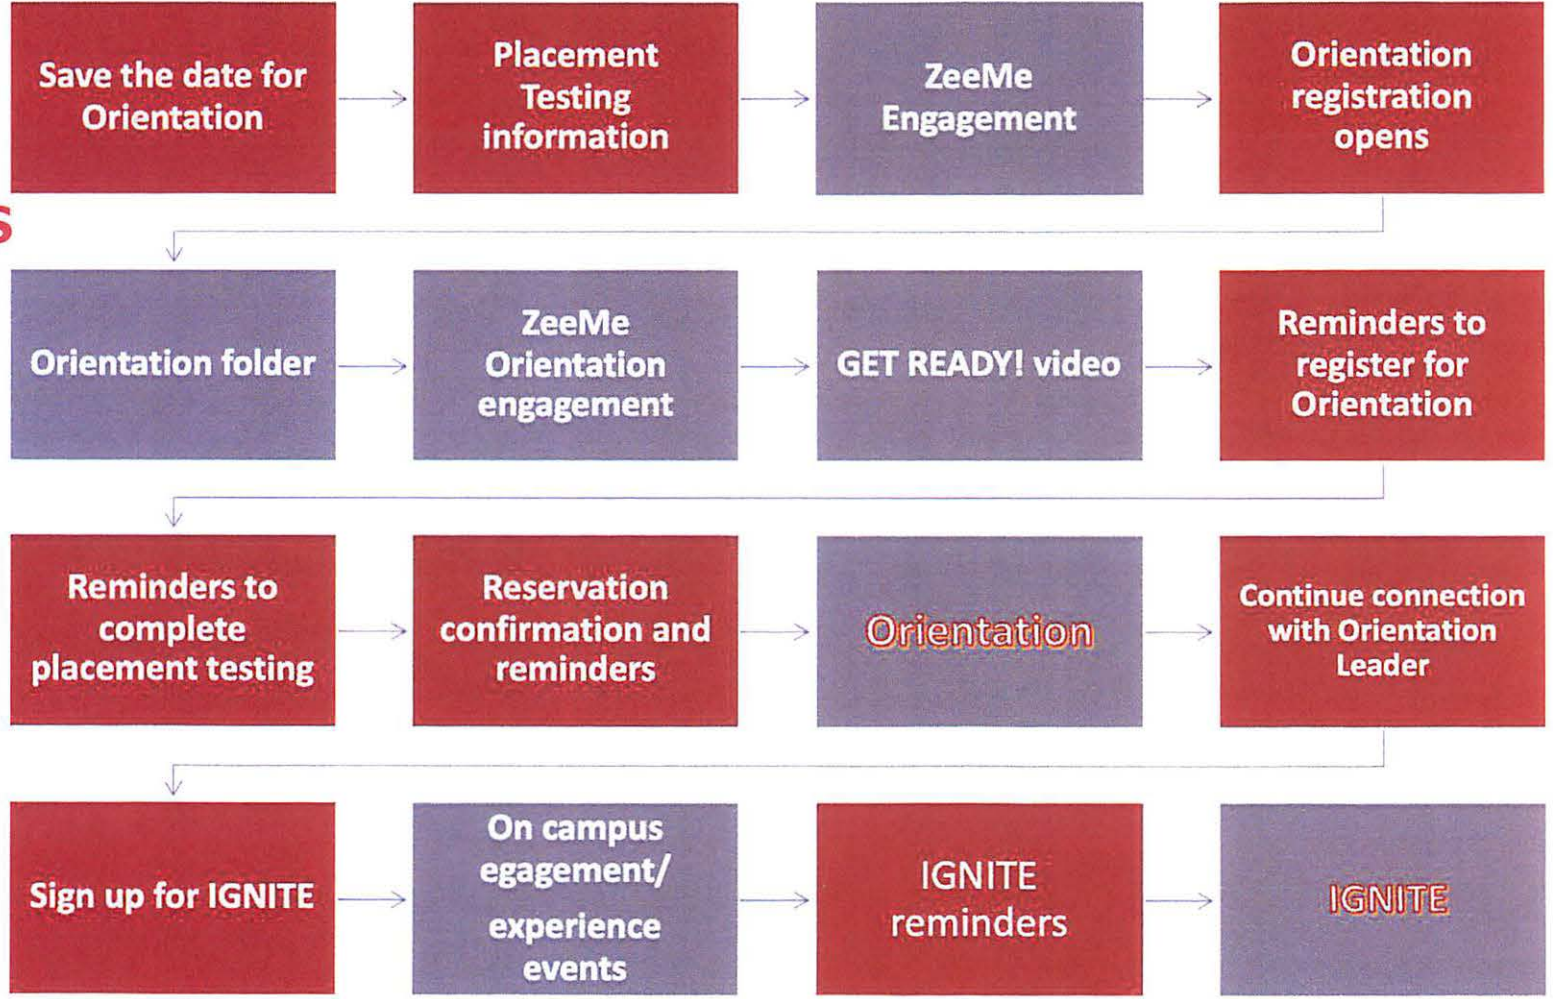 Save the date for
Orientation
Placement
Testing
information
ZeeMe
Engagement
Orientation
registration
opens
S
Orientation folder
ZeeMe
Orientation
engagement
GET READY! video
Reminders to
register for
Orientation
Reminders to
complete
placement testing
Reservation
confirmation and
reminders
Orientation
Continue connection
with Orientation
Leader
Sign up for IGNITE
On campus
egagement/
experience
events
IGNITE
reminders
IGNITE